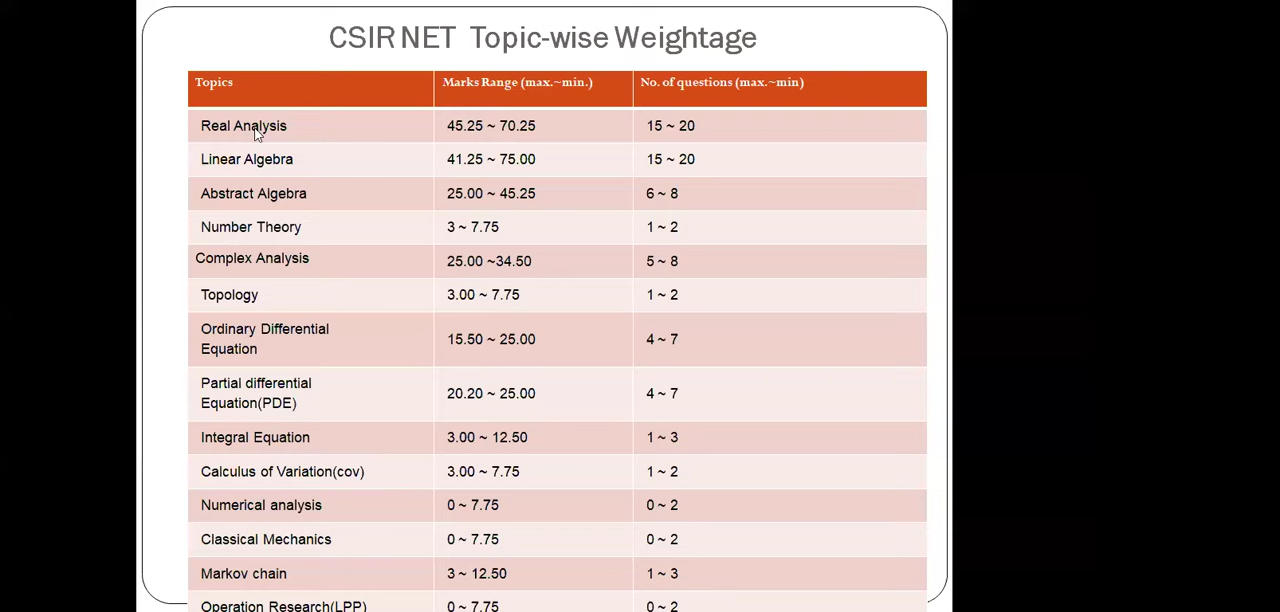 CSIR NET Topic-wise Weightage
Topics Marks Range (max.~min.) No. of questions (max.~min)
Real Analysis 45.25 ~ 70.25 15 ~ 20
Linear Algebra 41.25 ~ 75.00 15 ~ 20
Abstract Algebra 25.00 ~ 45.25 6 ~ 8
Number Theory 3 ~ 7.75 1 ~ 2
Complex Analysis 25.00 ~34.50 5 ~ 8
Topology 3.00 ~ 7.75 1 ~ 2
Ordinary Differential
Equation 15.50 ~ 25.00 4 ~ 7
Partial differential
Equation(PDE) 20.20 ~ 25.00 4 ~ 7
Integral Equation 3.00 ~ 12.50 1 ~ 3
Calculus of Variation(cov) 3.00 ~ 7.75 1 ~ 2
Numerical analysis 0 ~ 7.75 0 ~ 2
Classical Mechanics 0 ~ 7.75 0 ~ 2
Markov chain 3 ~ 12.50 1 ~ 3
Operation Research(LPP) 0 ~ 7.75 0 ~ 2